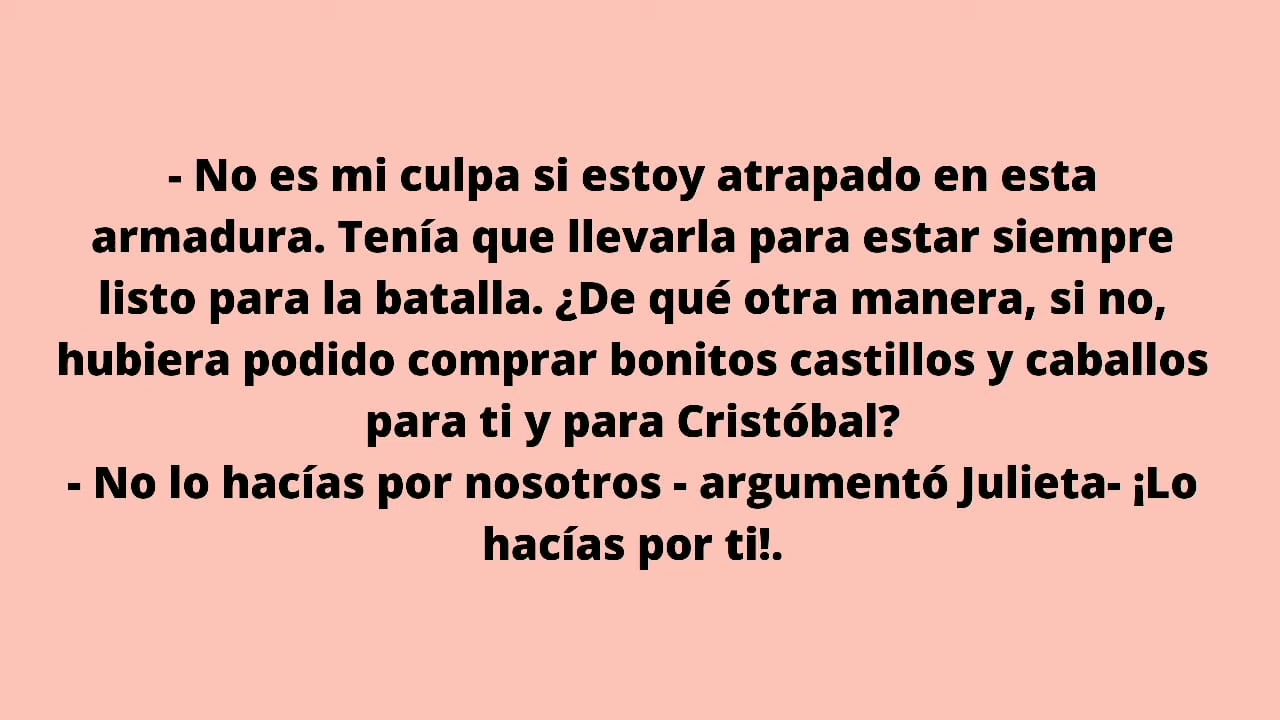 - No es mi culpa si estoy atrapado en esta
armadura. Tenía que llevarla para estar siempre
listo para la batalla. ¿De qué otra manera, si no,
hubiera podido comprar bonitos castillos y caballos
para ti y para Cristóbal?
- No lo hacías por nosotros - argumentó Julieta- ¡Lo
hacías por ti!.